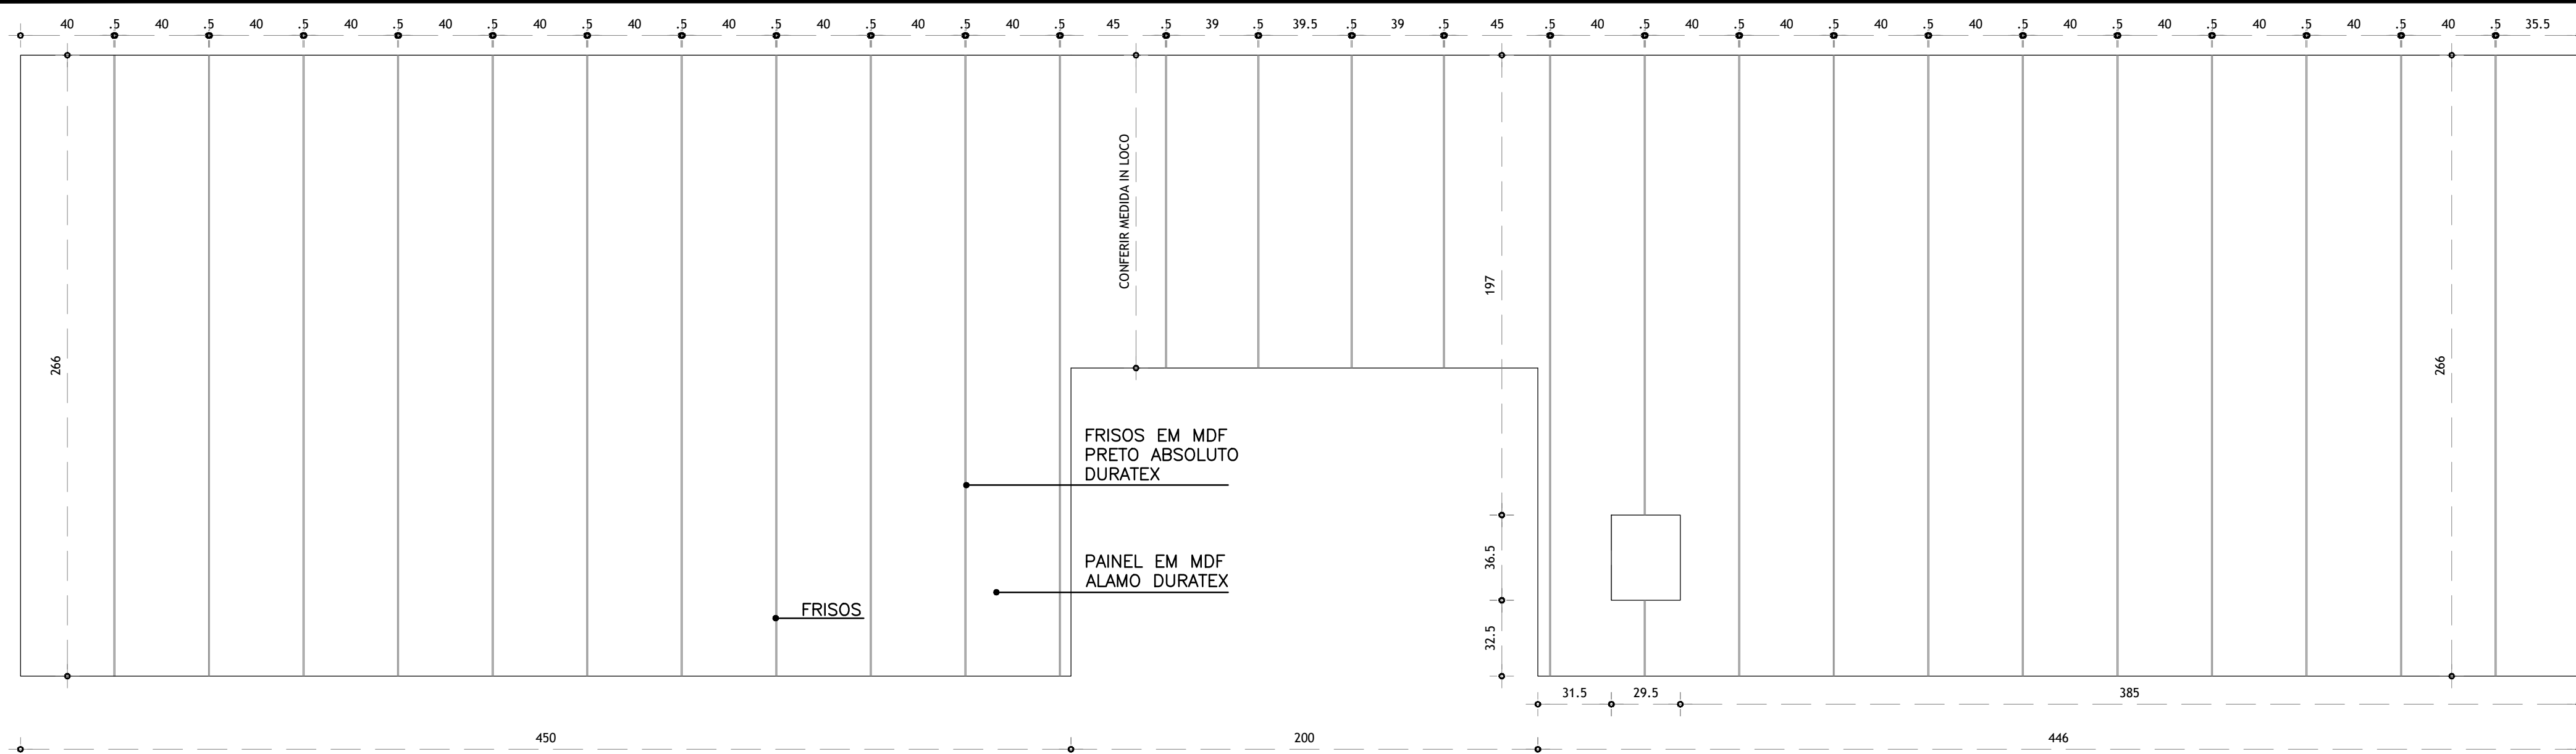 40 .5 40 .5 40 .5 40 .5 40 .5 40 .5 40 .5 40 .5 40 .5 40 .5 40 .5 45 .5 39 .5 39.5 .5 39 .5 45 .5 40 .5 40 .5 40 .5 40 .5 40 .5 40 .5 40 .5 40 .5 40 .5 40 .5 35.5
CONFERIR MEDIDA IN LOCO
197
266
266
FRISOS EM MDF
PRETO ABSOLUTO
DURATEX
36.5
PAINEL EM MDF
ALAMO DURATEX
FRISOS
32.5
31.5 29.5 385
450 200 446